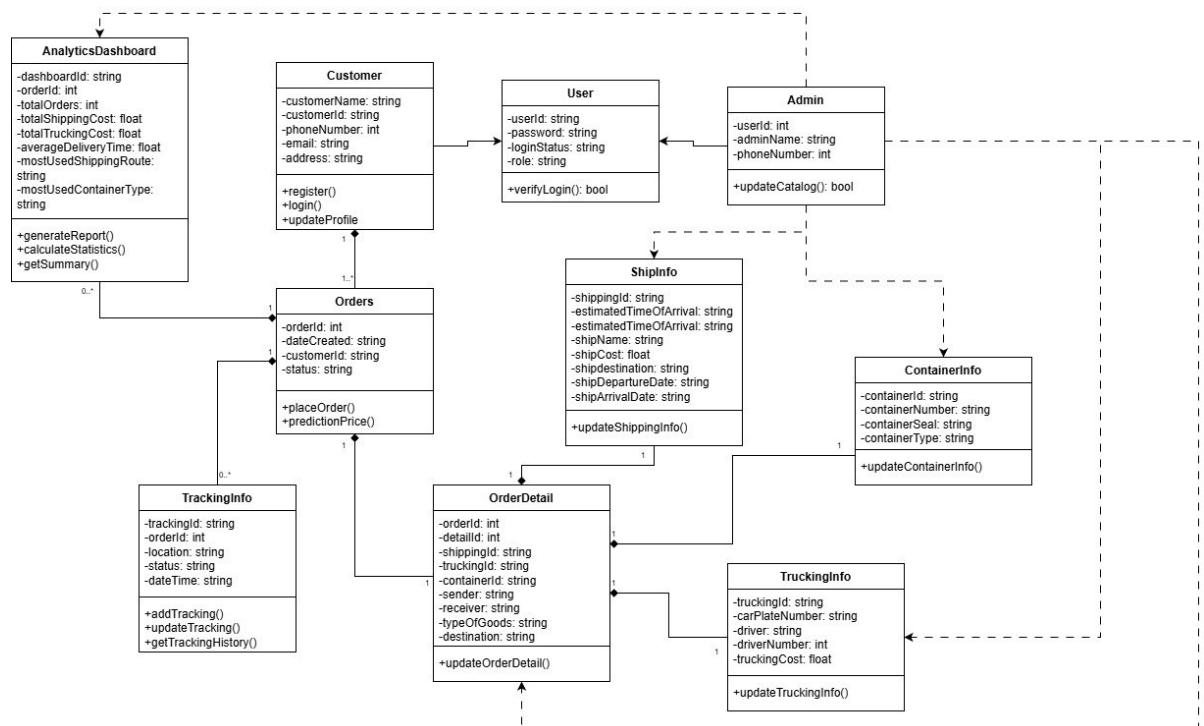 AnalyticsDashboard
-dashboardId: string
-orderId: int
-totalOrders: int
-totalShippingCost: float
-totalTruckingCost: float
-averageDeliveryTime: float
-mostUsedShippingRoute:
string
-mostUsedContainerType:
string
+generateReport()
+calculateStatistics()
+getSummary()
0..*
1
Customer
-customerName: string
-customerId: string
-phoneNumber: int
-email: string
-address: string
+register()
+login()
+updateProfile
1
1..*
User
-userId: string
-password: string
-loginStatus: string
-role: string
+verifyLogin(): bool
Admin
-userId: int
-adminName: string
-phoneNumber: int
+updateCatalog(): bool
Orders
-orderId: int
-dateCreated: string
-customerId: string
-status: string
+placeOrder()
+predictionPrice()
1
1
1
0..*
ShipInfo
-shippingId: string
-estimatedTimeOfArrival: string
-estimatedTimeOfArrival: string
-shipName: string
-shipCost: float
-shipdestination: string
-shipDepartureDate: string
-shipArrivalDate: string
+updateShippingInfo()
1
1
ContainerInfo
-containerId: string
-containerNumber: string
-containerSeal: string
-containerType: string
+updateContainerInfo()
1
1
TrackingInfo
-trackingId: string
-orderId: int
-location: string
-status: string
-dateTime: string
+addTracking()
+updateTracking()
+getTrackingHistory()
OrderDetail
-orderId: int
-detailId: int
-shippingId: string
-truckingId: string
-containerId: string
-sender: string
-receiver: string
-typeOfGoods: string
-destination: string
+updateOrderDetail()
1
1
TruckingInfo
-truckingId: string
-carPlateNumber: string
-driver: string
-driverNumber: int
-truckingCost: float
+updateTruckingInfo()